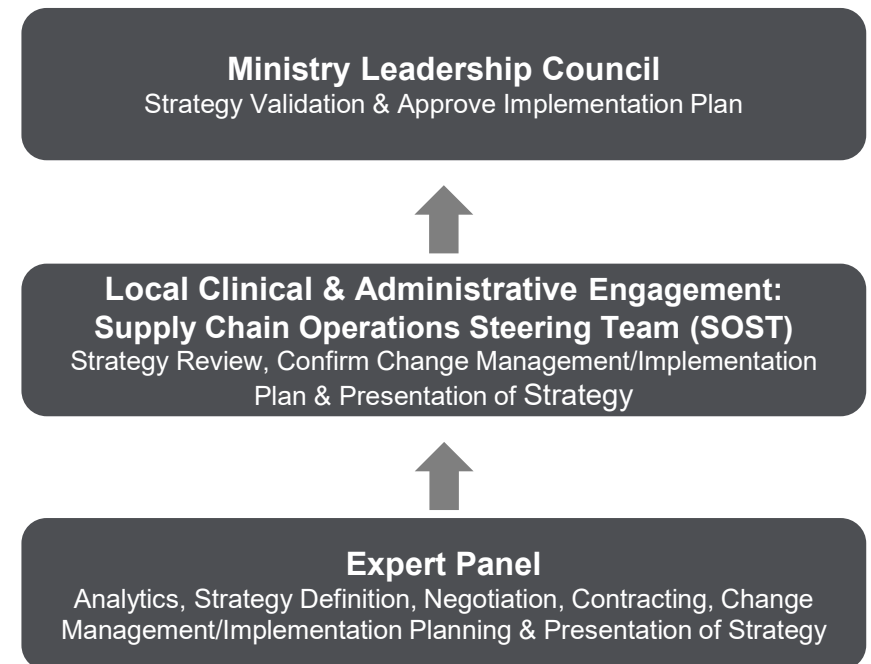 Ministry Leadership Council
Strategy Validation & Approve Implementation Plan
Local Clinical & Administrative Engagement:
Supply Chain Operations Steering Team (SOST)
Strategy Review, Confirm Change Management/Implementation
Plan & Presentation of Strategy
Expert Panel
Analytics, Strategy Definition, Negotiation, Contracting, Change
Management/Implementation Planning & Presentation of Strategy